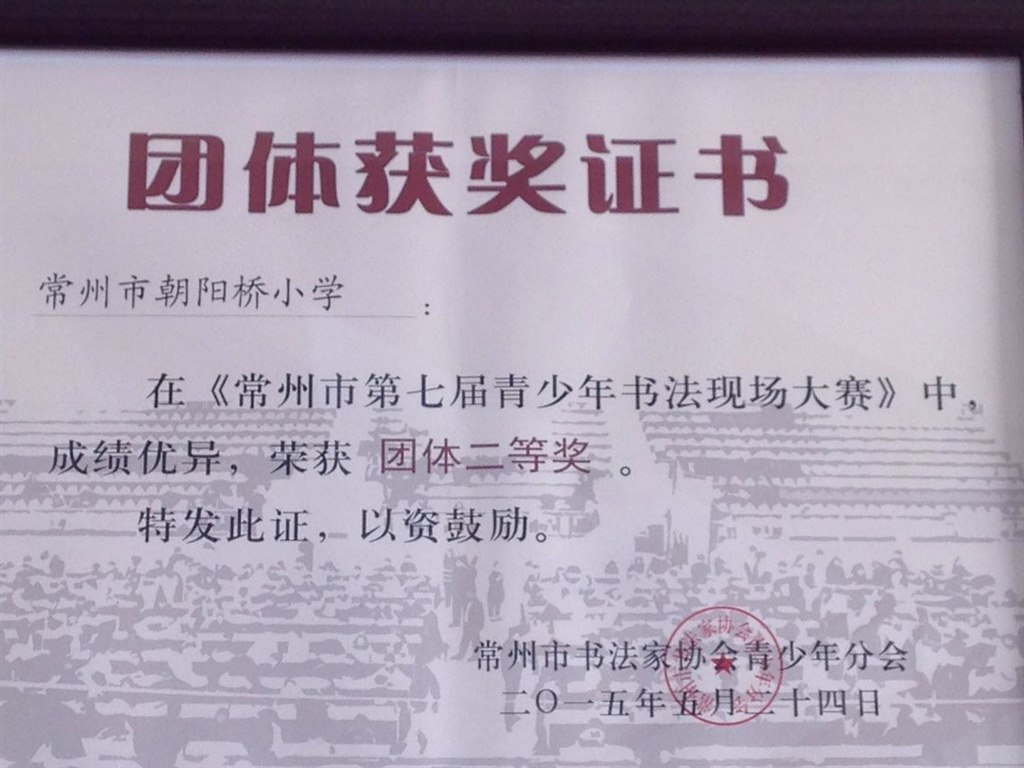 团体获奖证书
常州市朝阳桥小学：
在《常州市第七届青少年书法现场大赛》中，
成绩优异，荣获 团体二等奖 。
特发此证，以资鼓励。
常州市书法家协会青少年分会
二〇一五年五月二十四日